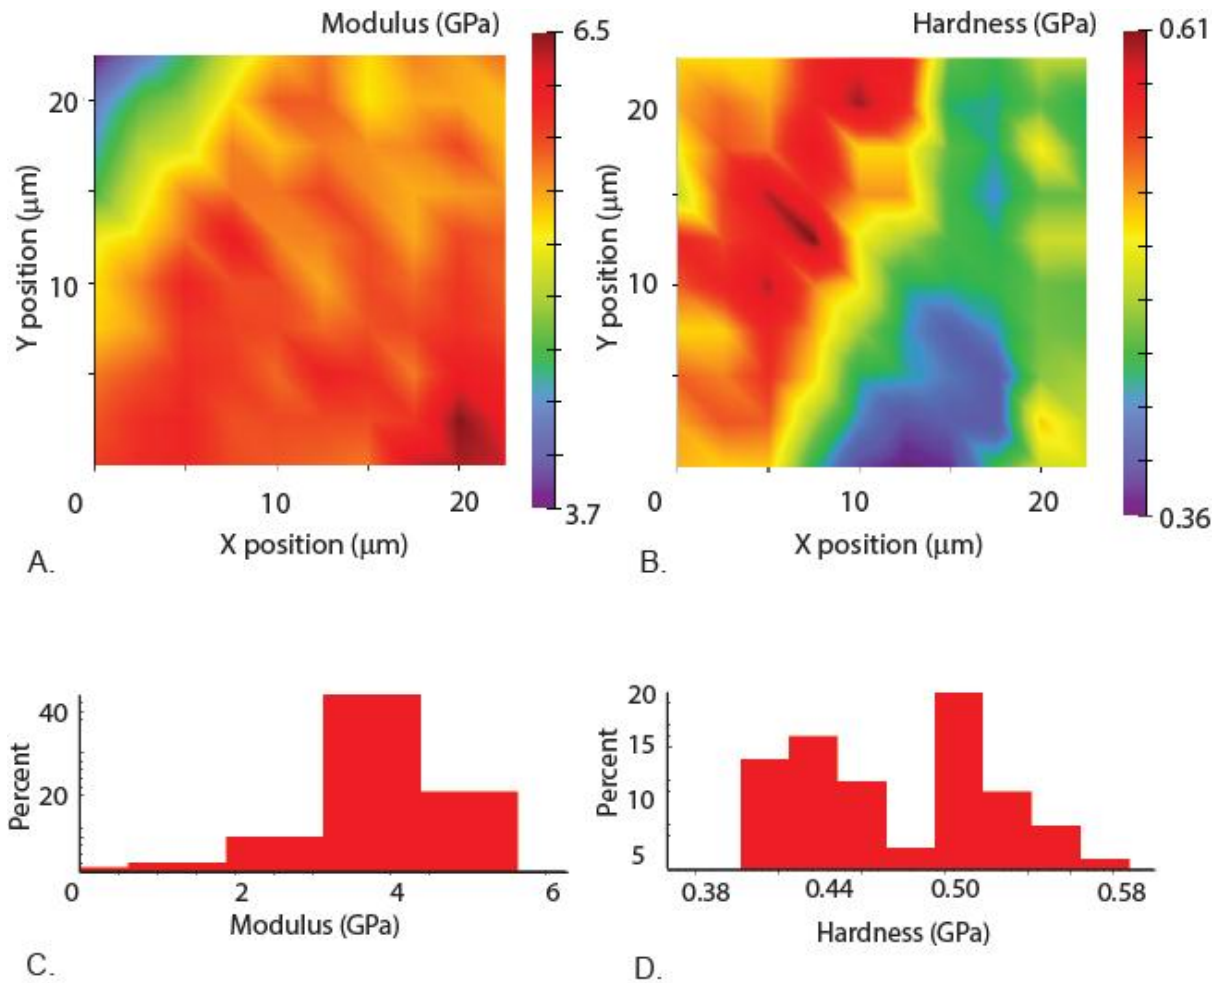 Modulus (GPa)
6.5
20
10
Y position (μm)
0
10
20
3.7
X position (μm)
A.
Hardness (GPa)
0.61
20
10
Y position (μm)
0
10
20
0.36
X position (μm)
B.
40
20
Percent
0
2
4
6
Modulus (GPa)
C.
20
15
10
5
Percent
0.38
0.44
0.50
0.58
Hardness (GPa)
D.